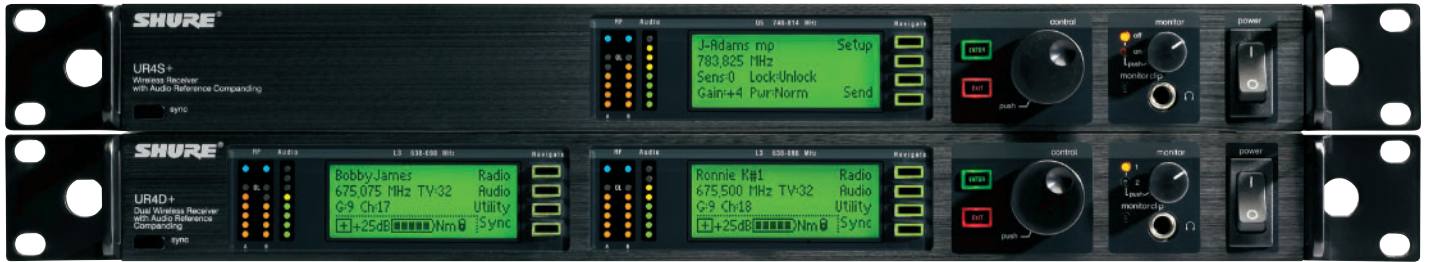 SHURE®
UR4S+
Wireless Receiver
with Audio Reference Companding
sync
RF Audio
OL
A B
U5 740-814 MHz
Navigate
J-Adams mp Setup
783,825 MHz
Sens:0 Lock:Unlock
Gain:+4 Pwr:Norm Send
ENTER
EXIT
control
push
monitor
off
on
push
monitor clip
power
I
O
SHURE®
UR4D+
Dual Wireless Receiver
with Audio Reference
Companding
sync
RF Audio
OL
A B
L3 638-698 MHz
Navigate
BobbyJames Radio
675,075 MHz TV:32 Audio
G:9 Ch:17 Utility
+25dB Nm Sync
RF Audio
OL
A B
L3 638-698 MHz
Navigate
Ronnie K#1 Radio
675,500 MHz TV:32 Audio
G:9 Ch:18 Utility
+25dB Nm Sync
ENTER
EXIT
control
push
monitor
1
2
push
monitor clip
power
I
O